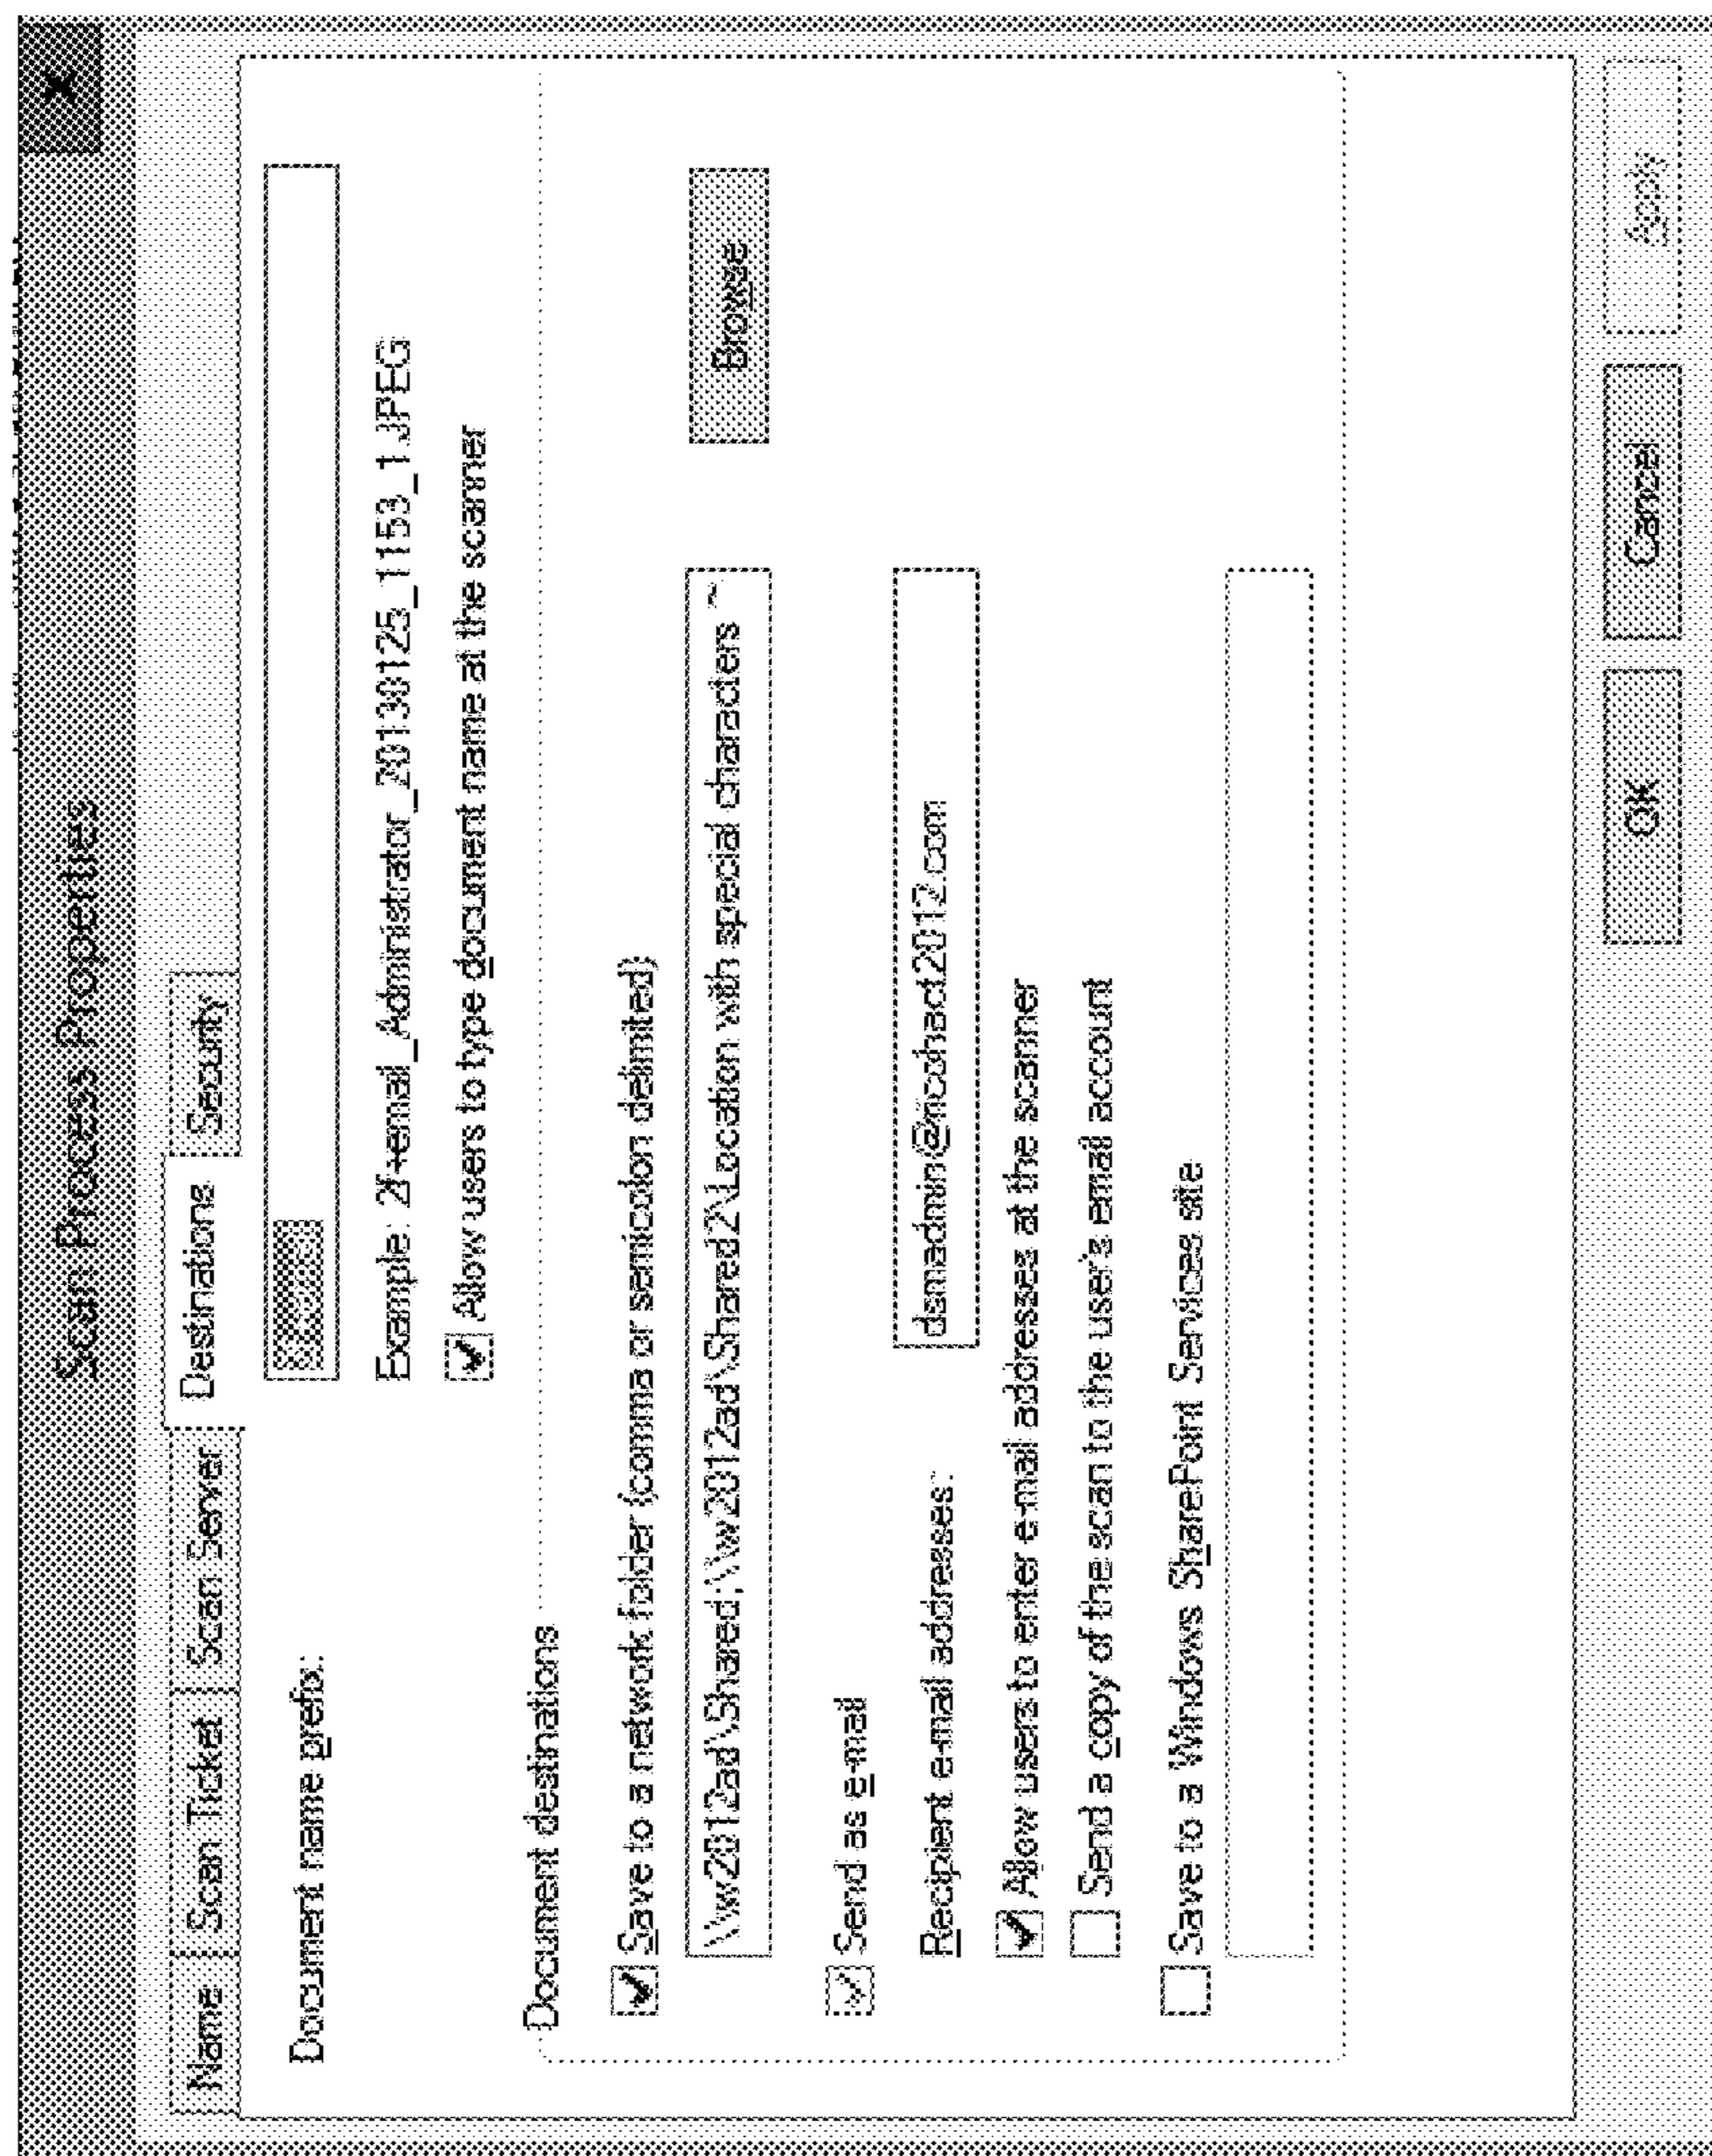 Scan Process Properties
x
Name Scan Ticket Scan Server Destinations Security
Document name prefix:
Example: 2f+email_Administrator_20130125_1153_1.JPEG
Allow users to type document name at the scanner
Document destinations
Save to a network folder (comma or semicolon delimited):
\\w2012ad\Shared;\\w2012ad\Shared2\Location with special characters ~
Browse
Send as e-mail
Recipient e-mail addresses:
dsmadmin@ricohact2012.com
Allow users to enter e-mail addresses at the scanner
Send a copy of the scan to the user's email account
Save to a Windows SharePoint Services site
OK Cancel Apply